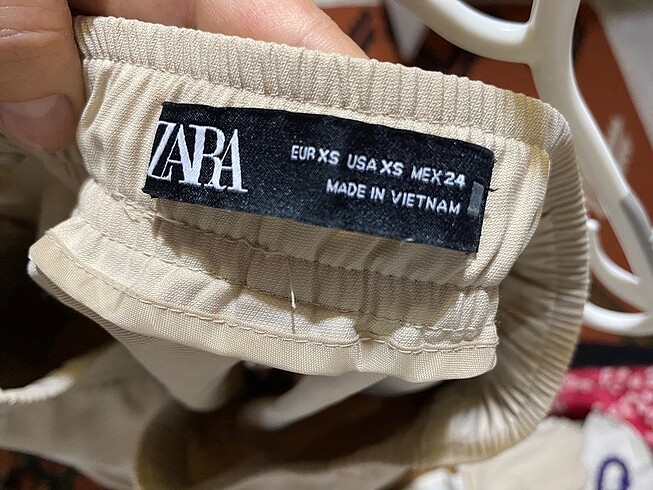 ZARA
EUR XS USA XS MEX 24
MADE IN VIETNAM